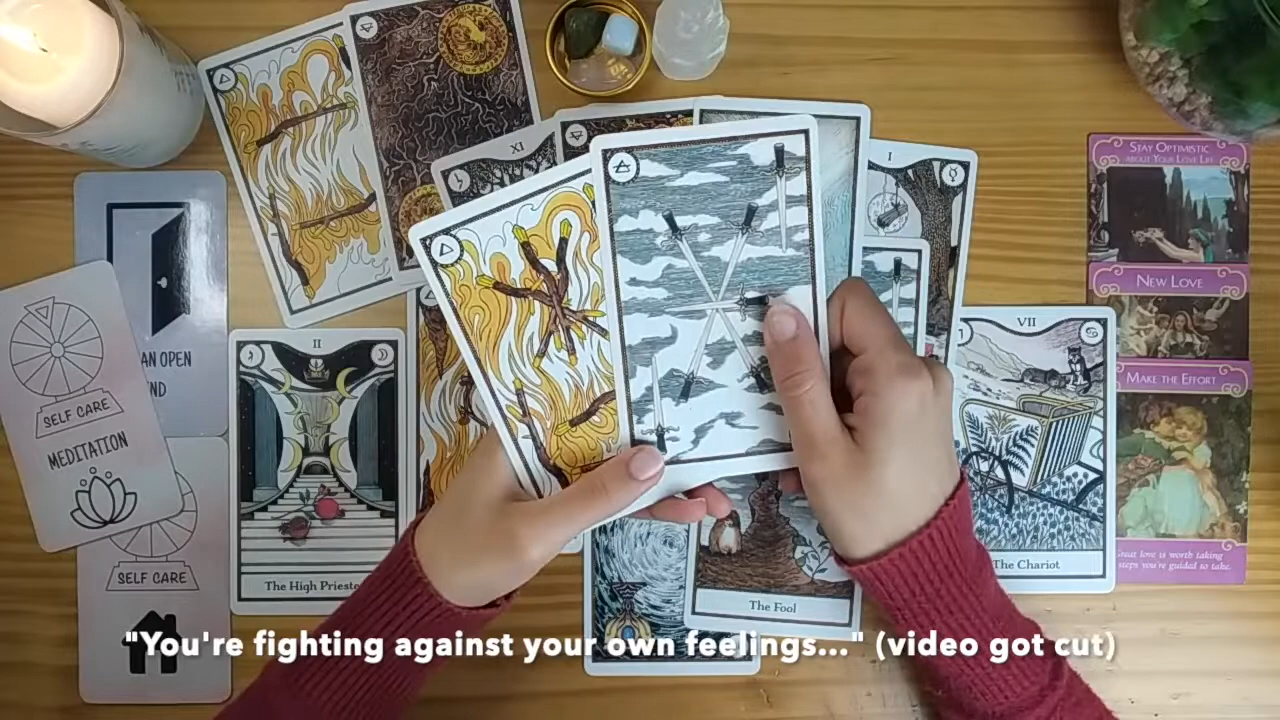 XI
I
STAY OPTIMISTIC
ABOUT YOUR LOVE LIFE
NEW LOVE
MAKE THE EFFORT
Great love is worth taking
steps you're guided to take.
AN OPEN
SELF CARE
MEDITATION
SELF CARE
II
The High
VII
The Chariot
The Fool
"You're fighting against your own feelings..." (video got cut)